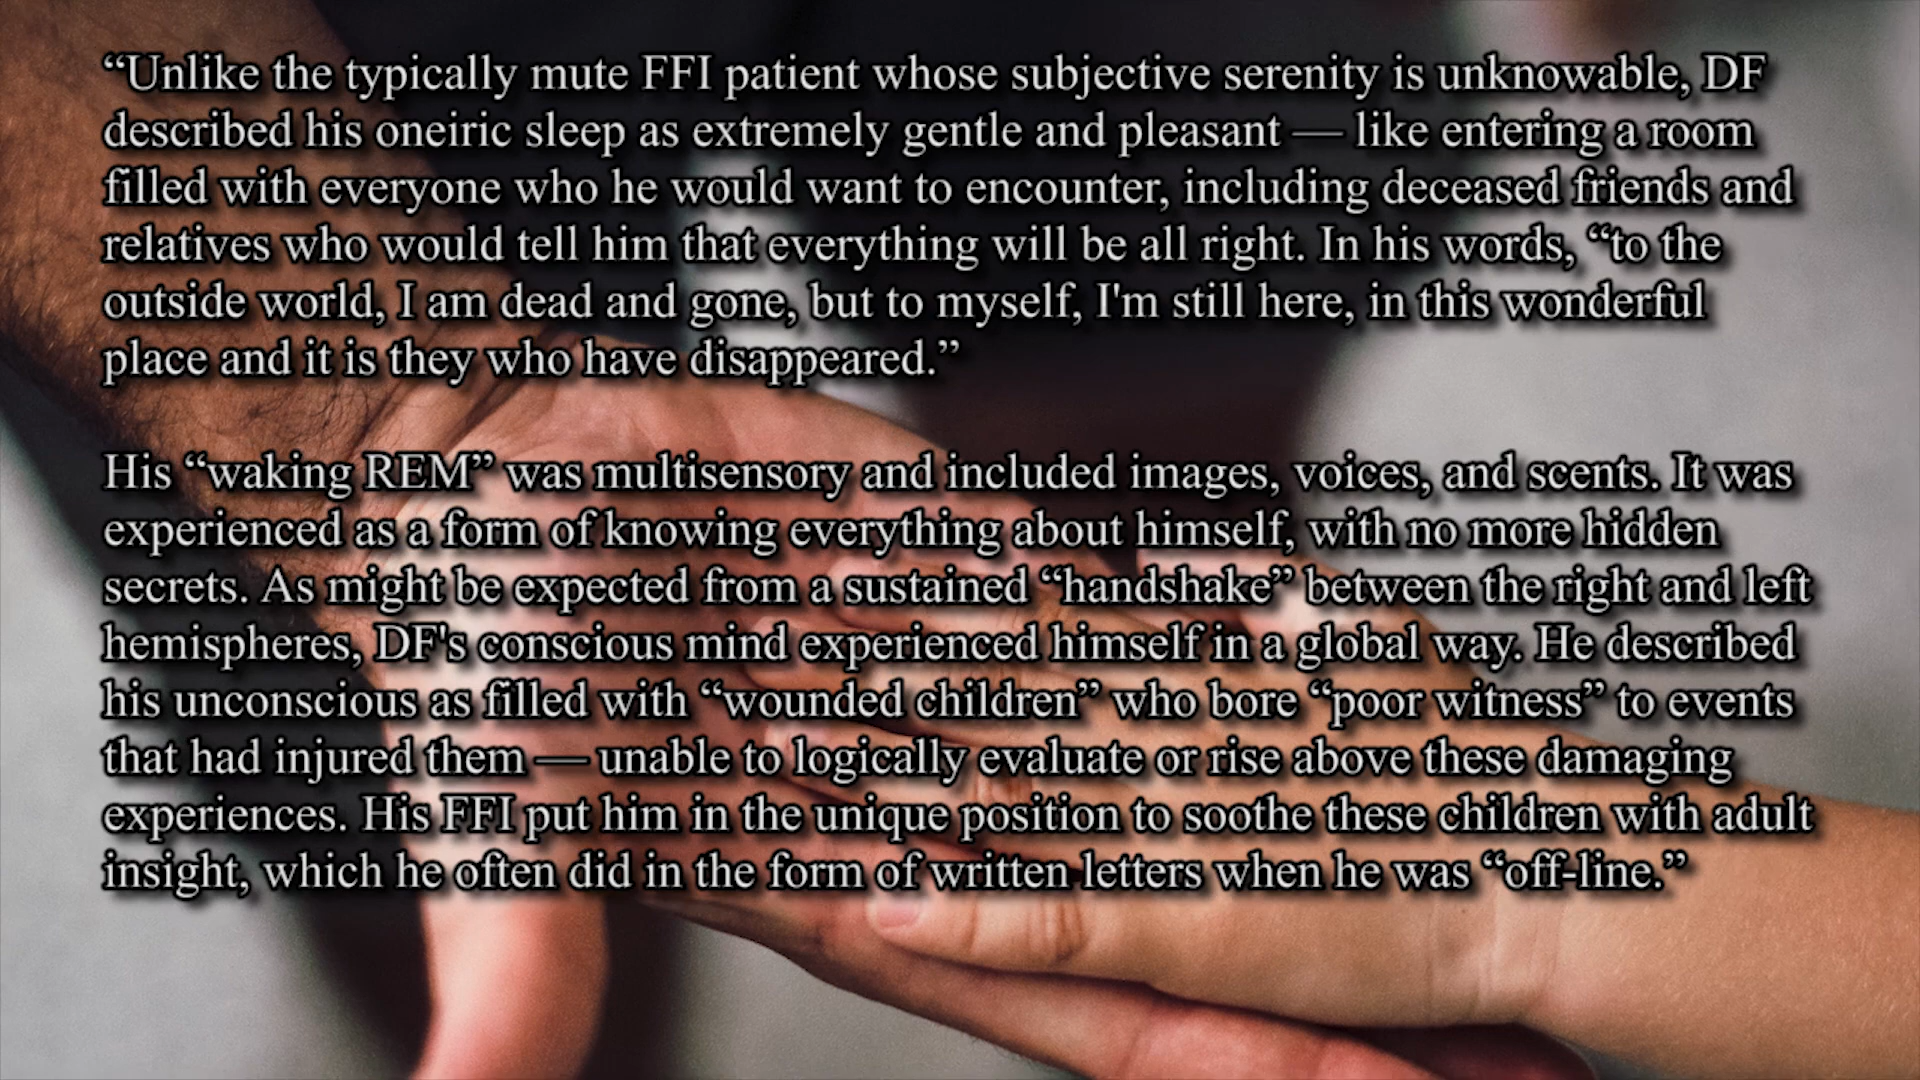 “Unlike the typically mute FFI patient whose subjective serenity is unknowable, DF
described his oneiric sleep as extremely gentle and pleasant — like entering a room
filled with everyone who he would want to encounter, including deceased friends and
relatives who would tell him that everything will be all right. In his words, “to the
outside world, I am dead and gone, but to myself, I'm still here, in this wonderful
place and it is they who have disappeared.”
His “waking REM” was multisensory and included images, voices, and scents. It was
experienced as a form of knowing everything about himself, with no more hidden
secrets. As might be expected from a sustained “handshake” between the right and left
hemispheres, DF's conscious mind experienced himself in a global way. He described
his unconscious as filled with “wounded children” who bore “poor witness” to events
that had injured them — unable to logically evaluate or rise above these damaging
experiences. His FFI put him in the unique position to soothe these children with adult
insight, which he often did in the form of written letters when he was “off-line.”